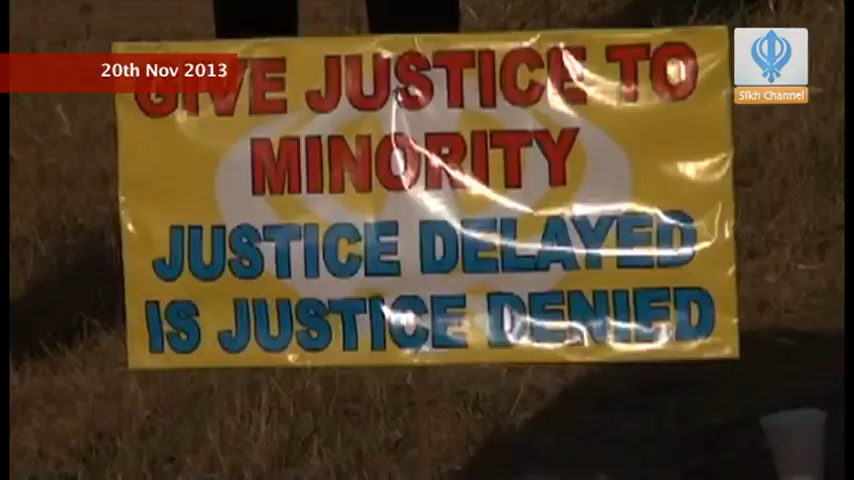 20th Nov 2013
Sikh Channel
GIVE JUSTICE TO
MINORITY
JUSTICE DELAYED
IS JUSTICE DENIED